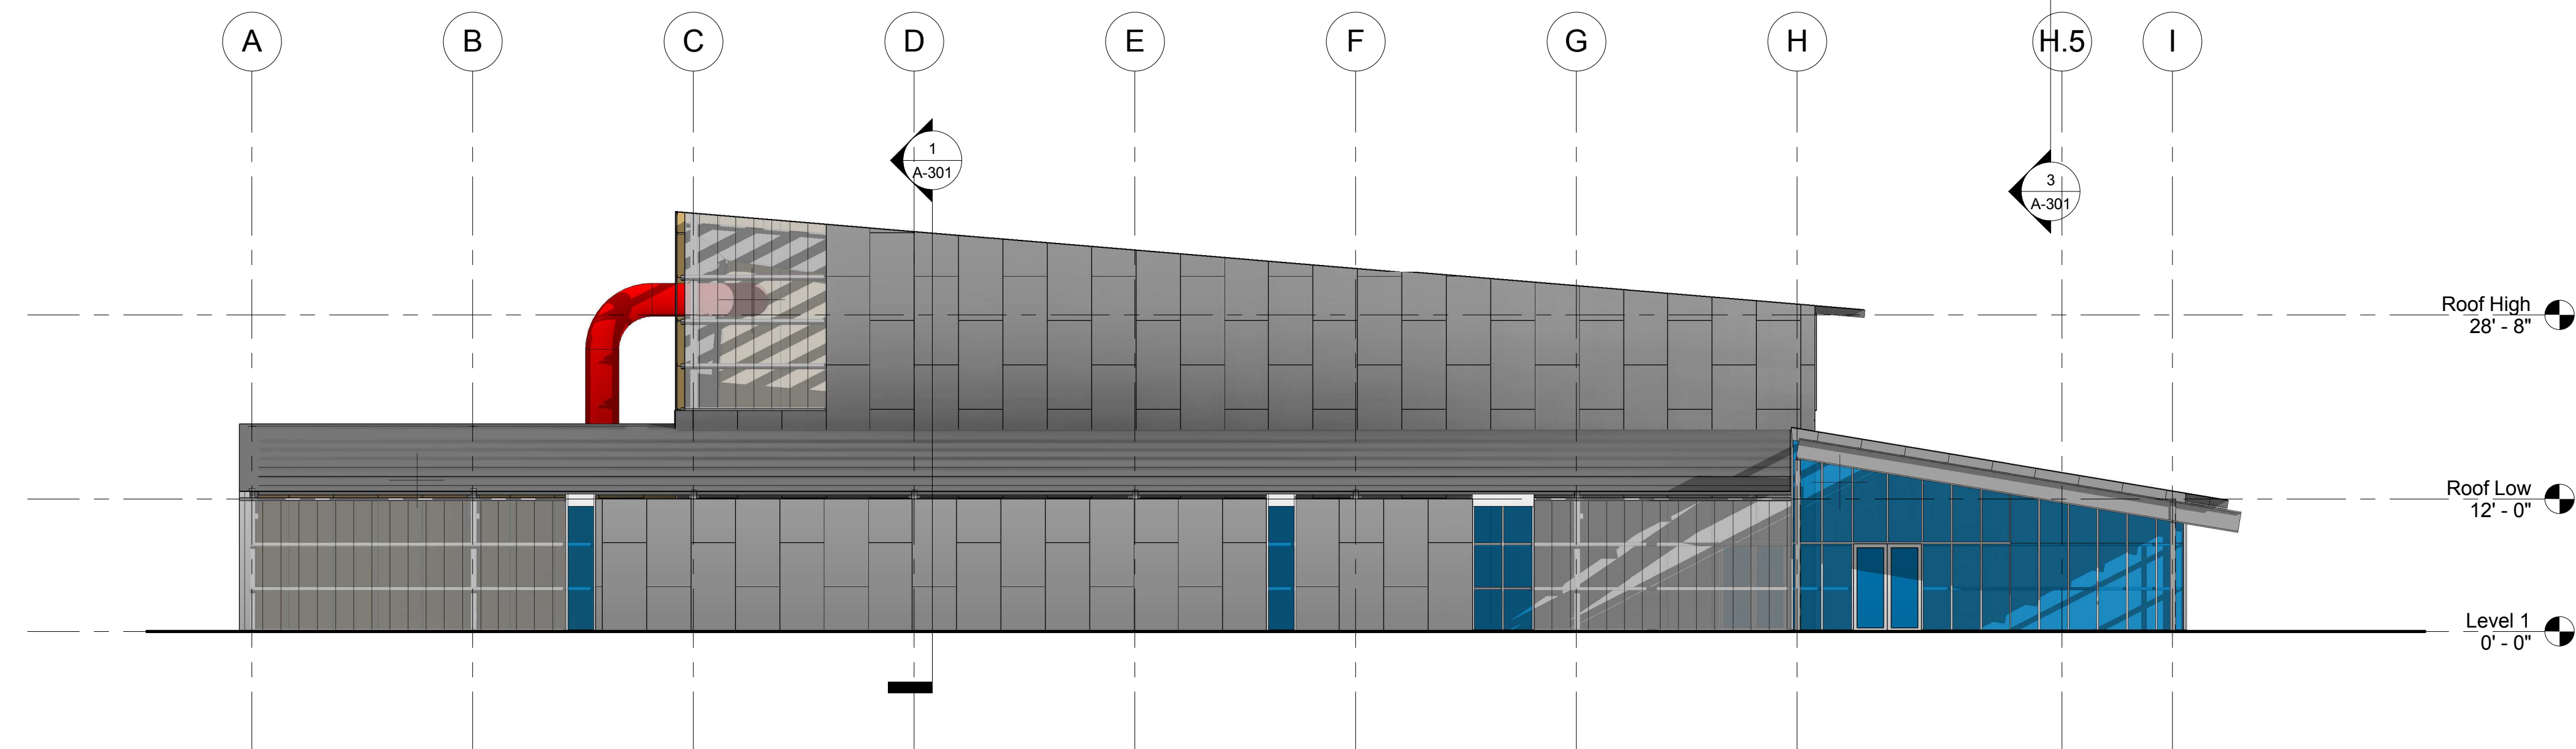 A B C D E F G H H.5 I
1
A-301
3
A-301
Roof High
28' - 8"
Roof Low
12' - 0"
Level 1
0' - 0"